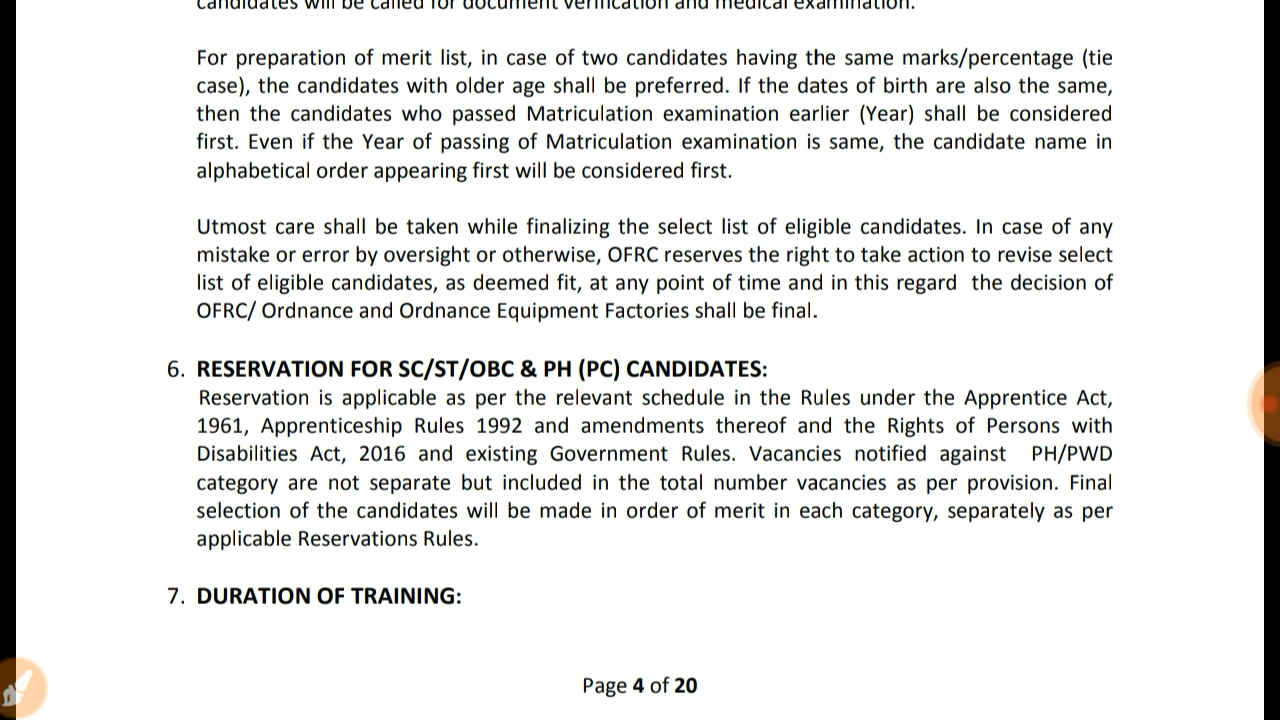 candidates will be called for document verification and medical examination.
For preparation of merit list, in case of two candidates having the same marks/percentage (tie
case), the candidates with older age shall be preferred. If the dates of birth are also the same,
then the candidates who passed Matriculation examination earlier (Year) shall be considered
first. Even if the Year of passing of Matriculation examination is same, the candidate name in
alphabetical order appearing first will be considered first.
Utmost care shall be taken while finalizing the select list of eligible candidates. In case of any
mistake or error by oversight or otherwise, OFRC reserves the right to take action to revise select
list of eligible candidates, as deemed fit, at any point of time and in this regard the decision of
OFRC/ Ordnance and Ordnance Equipment Factories shall be final.
6. RESERVATION FOR SC/ST/OBC & PH (PC) CANDIDATES:
Reservation is applicable as per the relevant schedule in the Rules under the Apprentice Act,
1961, Apprenticeship Rules 1992 and amendments thereof and the Rights of Persons with
Disabilities Act, 2016 and existing Government Rules. Vacancies notified against PH/PWD
category are not separate but included in the total number vacancies as per provision. Final
selection of the candidates will be made in order of merit in each category, separately as per
applicable Reservations Rules.
7. DURATION OF TRAINING:
Page 4 of 20